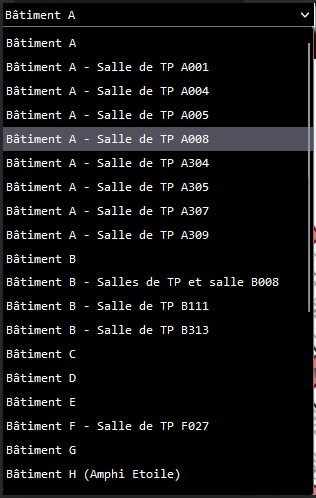 Bâtiment A
Bâtiment A
Bâtiment A - Salle de TP A001
Bâtiment A - Salle de TP A004
Bâtiment A - Salle de TP A005
Bâtiment A - Salle de TP A008
Bâtiment A - Salle de TP A304
Bâtiment A - Salle de TP A305
Bâtiment A - Salle de TP A307
Bâtiment A - Salle de TP A309
Bâtiment B
Bâtiment B - Salles de TP et salle B008
Bâtiment B - Salle de TP B111
Bâtiment B - Salle de TP B313
Bâtiment C
Bâtiment D
Bâtiment E
Bâtiment F - Salle de TP F027
Bâtiment G
Bâtiment H (Amphi Etoile)